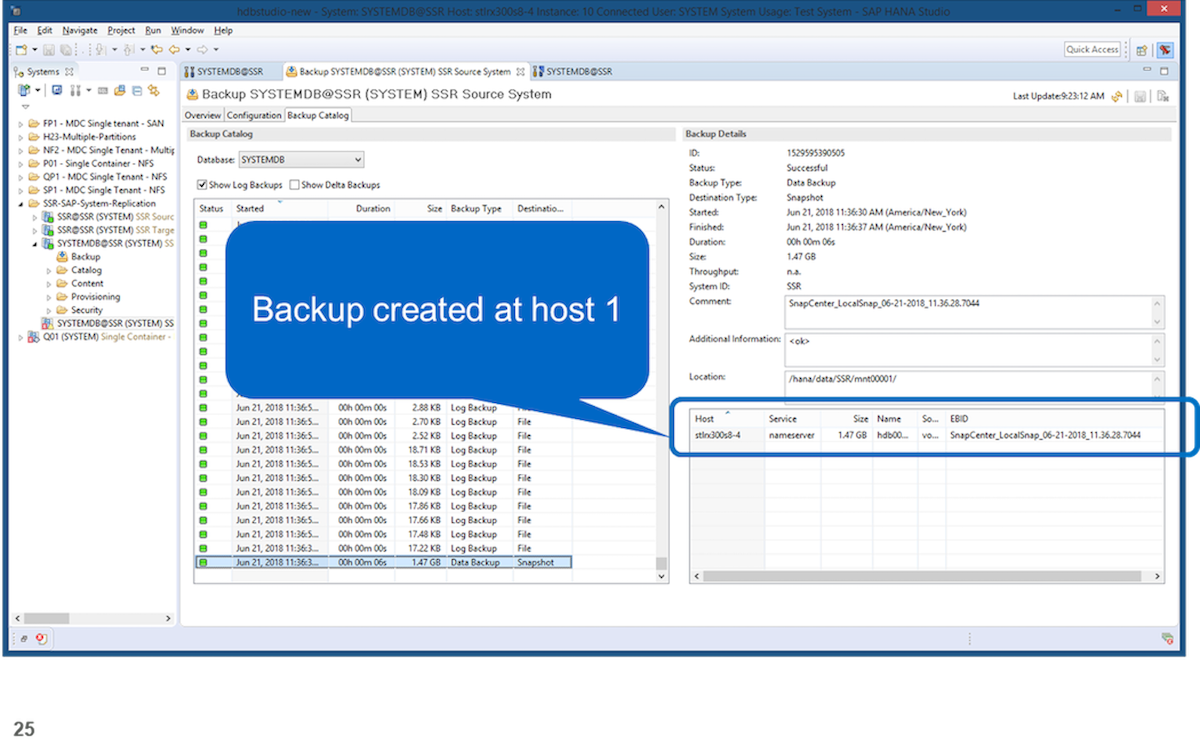 hdbstudio-new - System: SYSTEMDB@SSR Host: stlrx300s8-4 Instance: 10 Connected User: SYSTEM System Usage: Test System - SAP HANA Studio
File Edit Navigate Project Run Window Help
Quick Access
Systems
SYSTEMDB@SSR
Backup SYSTEMDB@SSR (SYSTEM) SSR Source System
SYSTEMDB@SSR
Backup SYSTEMDB@SSR (SYSTEM) SSR Source System
Last Update:9:23:12 AM
FP1 - MDC Single tenant - SAN
H23-Multiple-Partitions
NF2 - MDC Single Tenant - Multip
P01 - Single Container - NFS
QP1 - MDC Single Tenant - NFS
SP1 - MDC Single Tenant - NFS
SSR-SAP-System-Replication
SSR@SSR (SYSTEM) SSR Sourc
SSR@SSR (SYSTEM) SSR Targe
SYSTEMDB@SSR (SYSTEM) SS
Backup
Catalog
Content
Provisioning
Security
SYSTEMDB@SSR (SYSTEM) SS
Q01 (SYSTEM) Single Container -
Overview Configuration Backup Catalog
Backup Catalog
Database: SYSTEMDB
Show Log Backups Show Delta Backups
Status Started Duration Size Backup Type Destinatio...
Backup created at host 1
Jun 21, 2018 11:36:5... 00h 00m 00s 2.88 KB Log Backup File
Jun 21, 2018 11:36:5... 00h 00m 00s 2.70 KB Log Backup File
Jun 21, 2018 11:36:5... 00h 00m 00s 2.52 KB Log Backup File
Jun 21, 2018 11:36:5... 00h 00m 00s 18.71 KB Log Backup File
Jun 21, 2018 11:36:5... 00h 00m 00s 18.53 KB Log Backup File
Jun 21, 2018 11:36:5... 00h 00m 00s 18.30 KB Log Backup File
Jun 21, 2018 11:36:5... 00h 00m 00s 18.09 KB Log Backup File
Jun 21, 2018 11:36:5... 00h 00m 00s 17.86 KB Log Backup File
Jun 21, 2018 11:36:5... 00h 00m 00s 17.66 KB Log Backup File
Jun 21, 2018 11:36:5... 00h 00m 00s 17.48 KB Log Backup File
Jun 21, 2018 11:36:3... 00h 00m 00s 17.22 KB Log Backup File
Jun 21, 2018 11:36:3... 00h 00m 06s 1.47 GB Data Backup Snapshot
Backup Details
ID: 1529595390505
Status: Successful
Backup Type: Data Backup
Destination Type: Snapshot
Started: Jun 21, 2018 11:36:30 AM (America/New_York)
Finished: Jun 21, 2018 11:36:37 AM (America/New_York)
Duration: 00h 00m 06s
Size: 1.47 GB
Throughput: n.a.
System ID: SSR
Comment: SnapCenter_LocalSnap_06-21-2018_11.36.28.7044
Additional Information: <ok>
Location: /hana/data/SSR/mnt00001/
Host Service Size Name So... EBID
stlrx300s8-4 nameserver 1.47 GB hdb00... vo... SnapCenter_LocalSnap_06-21-2018_11.36.28.7044
25